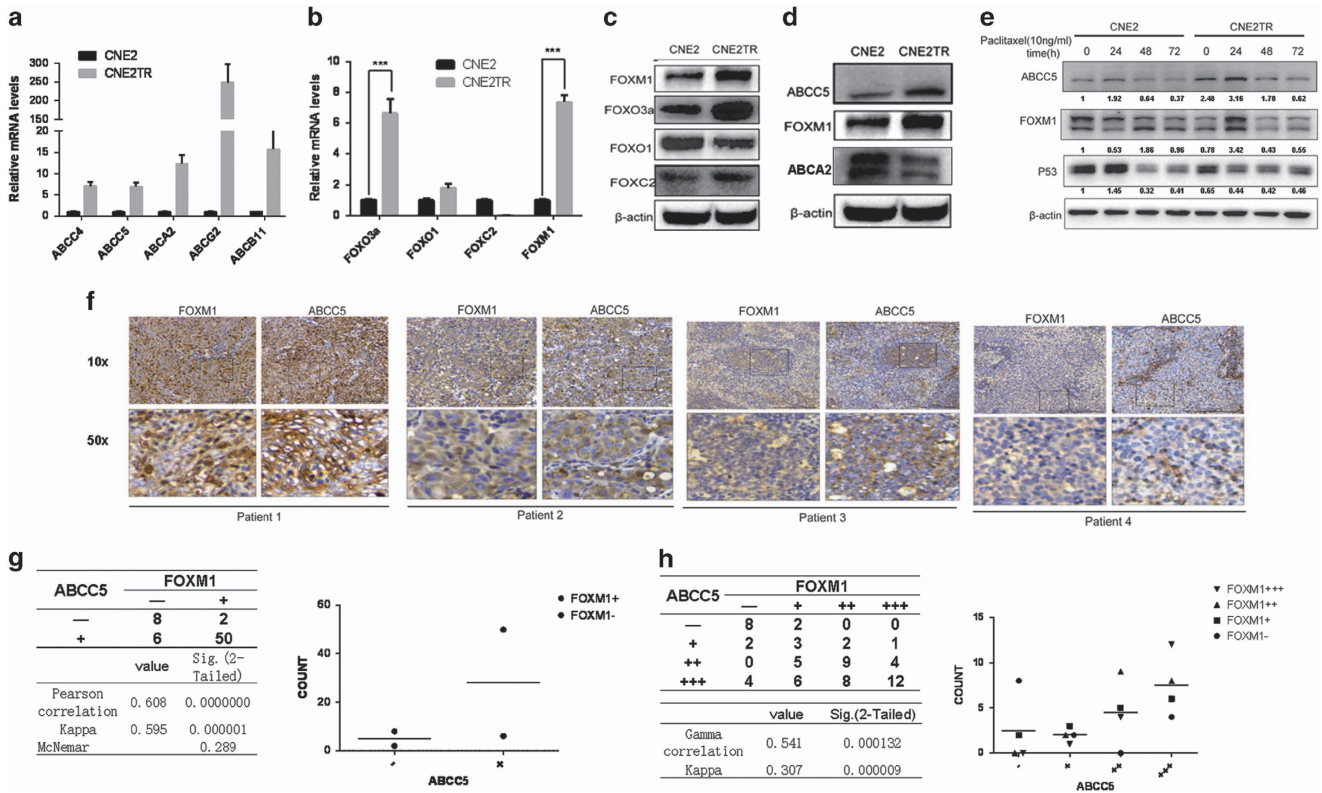 a
CNE2
CNE2TR
Relative mRNA levels
300
250
200
150
20
15
10
5
0
ABCC4
ABCC5
ABCA2
ABCG2
ABCB11
b
CNE2
CNE2TR
Relative mRNA levels
10
8
6
4
2
0
***
***
FOXO3a
FOXO1
FOXC2
FOXM1
c
CNE2 CNE2TR
FOXM1
FOXO3a
FOXO1
FOXC2
β-actin
d
CNE2 CNE2TR
ABCC5
FOXM1
ABCA2
β-actin
e
CNE2 CNE2TR
Paclitaxel(10ng/ml)
time(h)
0 24 48 72 0 24 48 72
ABCC5
1 1.92 0.64 0.37 2.48 3.16 1.78 0.62
FOXM1
1 0.53 1.86 0.96 0.78 3.42 0.43 0.55
P53
1 1.45 0.32 0.41 0.65 0.44 0.42 0.46
β-actin
f
FOXM1 ABCC5 FOXM1 ABCC5 FOXM1 ABCC5 FOXM1 ABCC5
10x
50x
Patient 1
Patient 2
Patient 3
Patient 4
g
ABCC5 FOXM1
— +
— 8 2
+ 6 50
value Sig.(2-
Tailed)
Pearson
correlation 0.608 0.0000000
Kappa 0.595 0.000001
McNemar 0.289
COUNT
60
40
20
0
- +
ABCC5
FOXM1+
FOXM1-
h
ABCC5 FOXM1
— + ++ +++
— 8 2 0 0
+ 2 3 2 1
++ 0 5 9 4
+++ 4 6 8 12
value Sig.(2-Tailed)
Gamma
correlation 0.541 0.000132
Kappa 0.307 0.000009
COUNT
15
10
5
0
- + ++ +++
ABCC5
FOXM1+++
FOXM1++
FOXM1+
FOXM1-